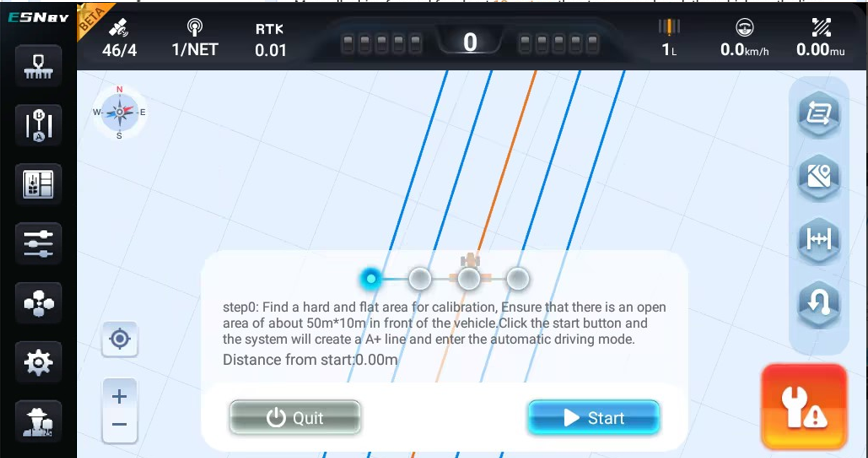 ESNav
BETA
46/4
1/NET
RTK
0.01
0
1L
0.0km/h
0.00mu
N
W
E
S
step0: Find a hard and flat area for calibration, Ensure that there is an open
area of about 50m*10m in front of the vehicle.Click the start button and
the system will create a A+ line and enter the automatic driving mode.
Distance from start:0.00m
Quit
Start